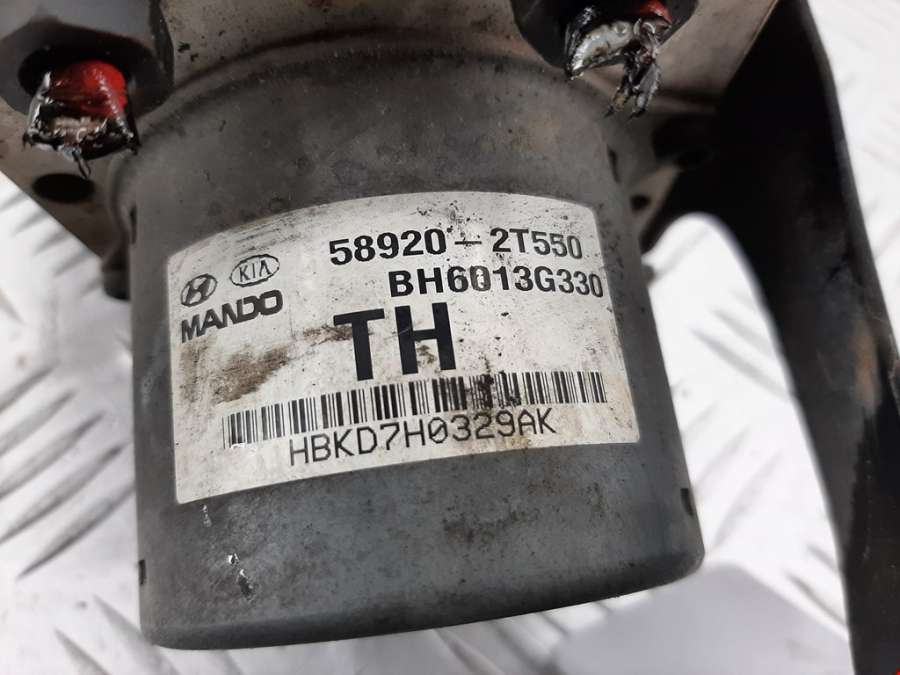 58920-2T550
KIA
BH6013G330
MANDO
TH
HBKD7H0329AK